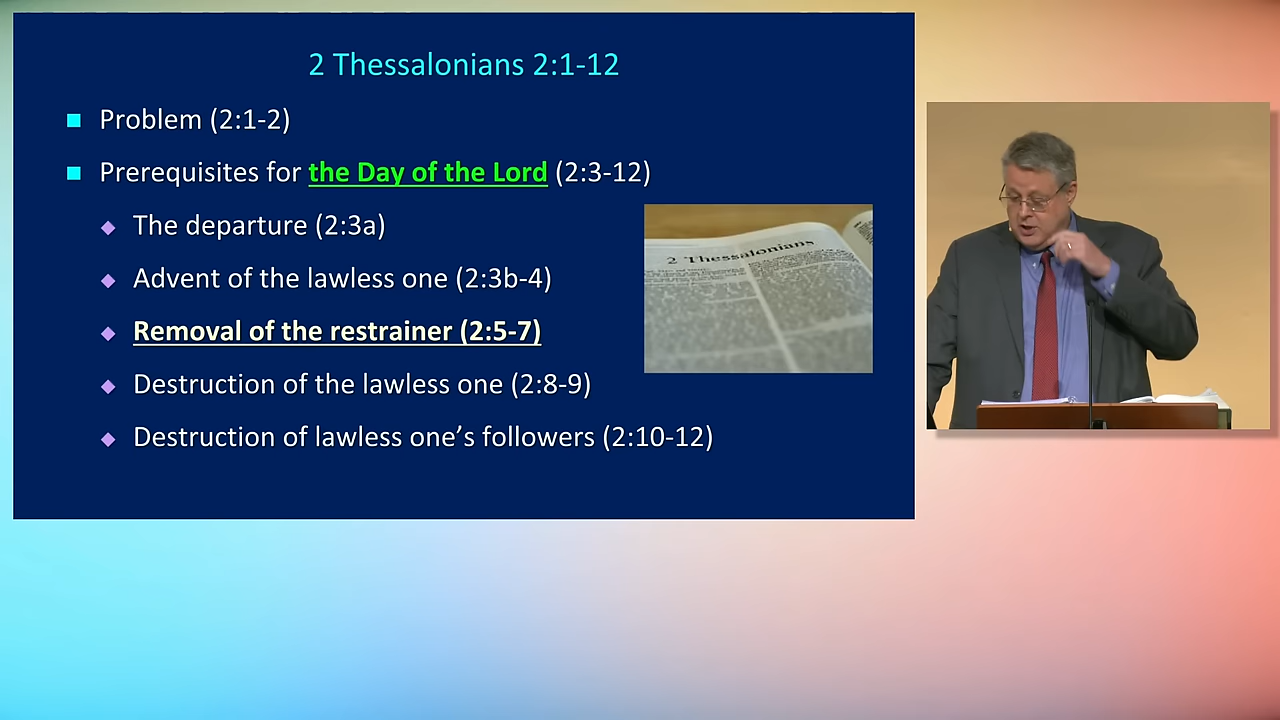 2 Thessalonians 2:1-12
Problem (2:1-2)
Prerequisites for the Day of the Lord (2:3-12)
The departure (2:3a)
Advent of the lawless one (2:3b-4)
Removal of the restrainer (2:5-7)
Destruction of the lawless one (2:8-9)
Destruction of lawless one’s followers (2:10-12)
2 Thessalonians